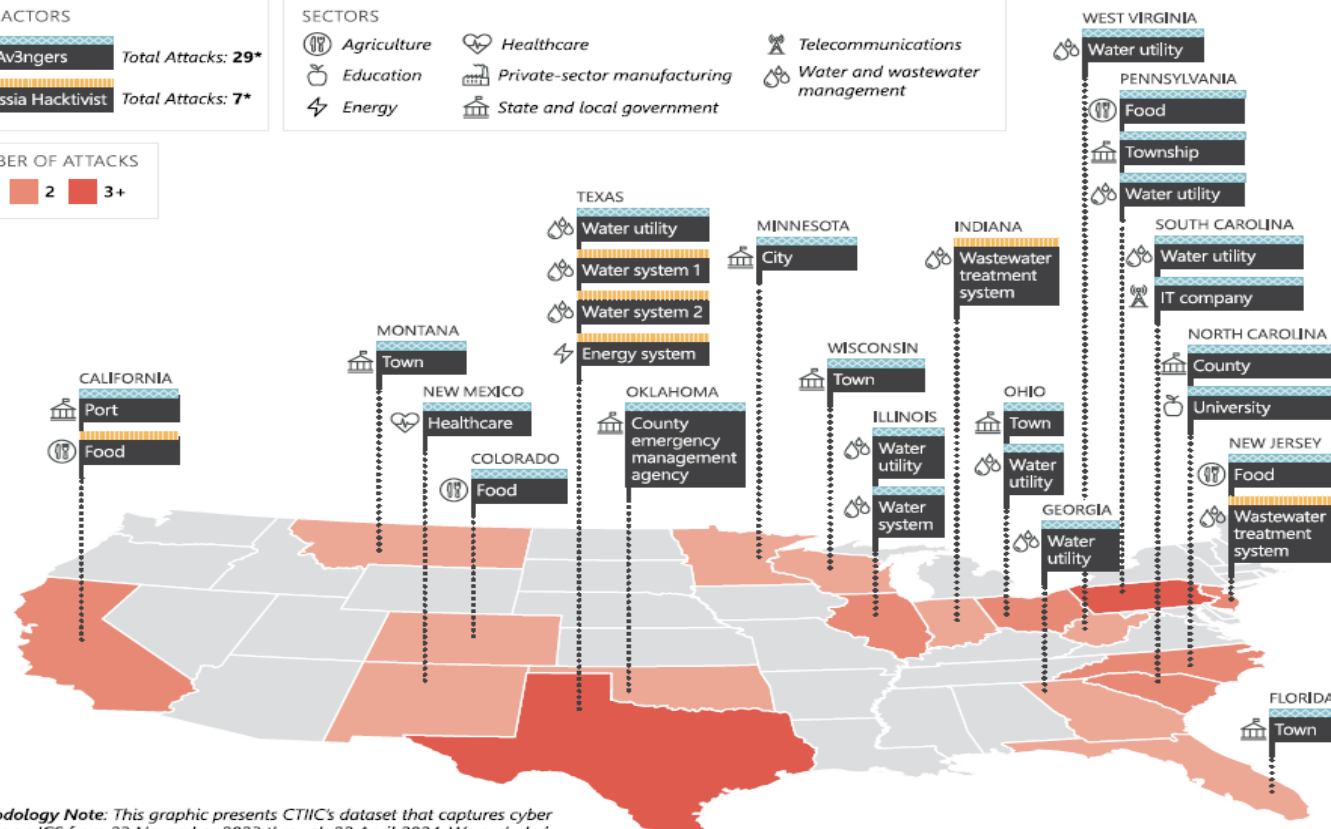 ACTORS
Av3ngers Total Attacks: 29*
ssia Hacktivist Total Attacks: 7*
SECTORS
Agriculture
Education
Energy
Healthcare
Private-sector manufacturing
State and local government
Telecommunications
Water and wastewater
management
BER OF ATTACKS
2 3+
WEST VIRGINIA
Water utility
PENNSYLVANIA
Food
Township
Water utility
TEXAS
Water utility
Water system 1
Water system 2
Energy system
MINNESOTA
City
INDIANA
Wastewater
treatment
system
SOUTH CAROLINA
Water utility
IT company
MONTANA
Town
WISCONSIN
Town
NORTH CAROLINA
County
University
CALIFORNIA
Port
Food
NEW MEXICO
Healthcare
OKLAHOMA
County
emergency
management
agency
ILLINOIS
Water
utility
Water
system
OHIO
Town
Water
utility
NEW JERSEY
Food
Wastewater
treatment
system
COLORADO
Food
GEORGIA
Water
utility
FLORIDA
Town
odology Note: This graphic presents CTIIC's dataset that captures cyber